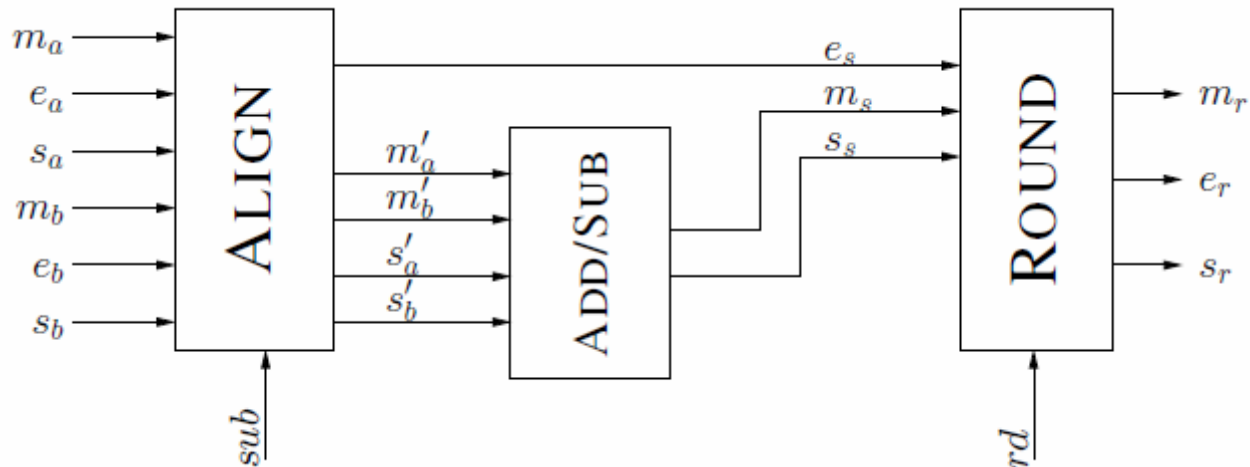 m_a
e_a
s_a
m_b
e_b
s_b
ALIGN
sub
m'_a
m'_b
s'_a
s'_b
ADD/SUB
e_s
m_s
s_s
ROUND
rd
m_r
e_r
s_r